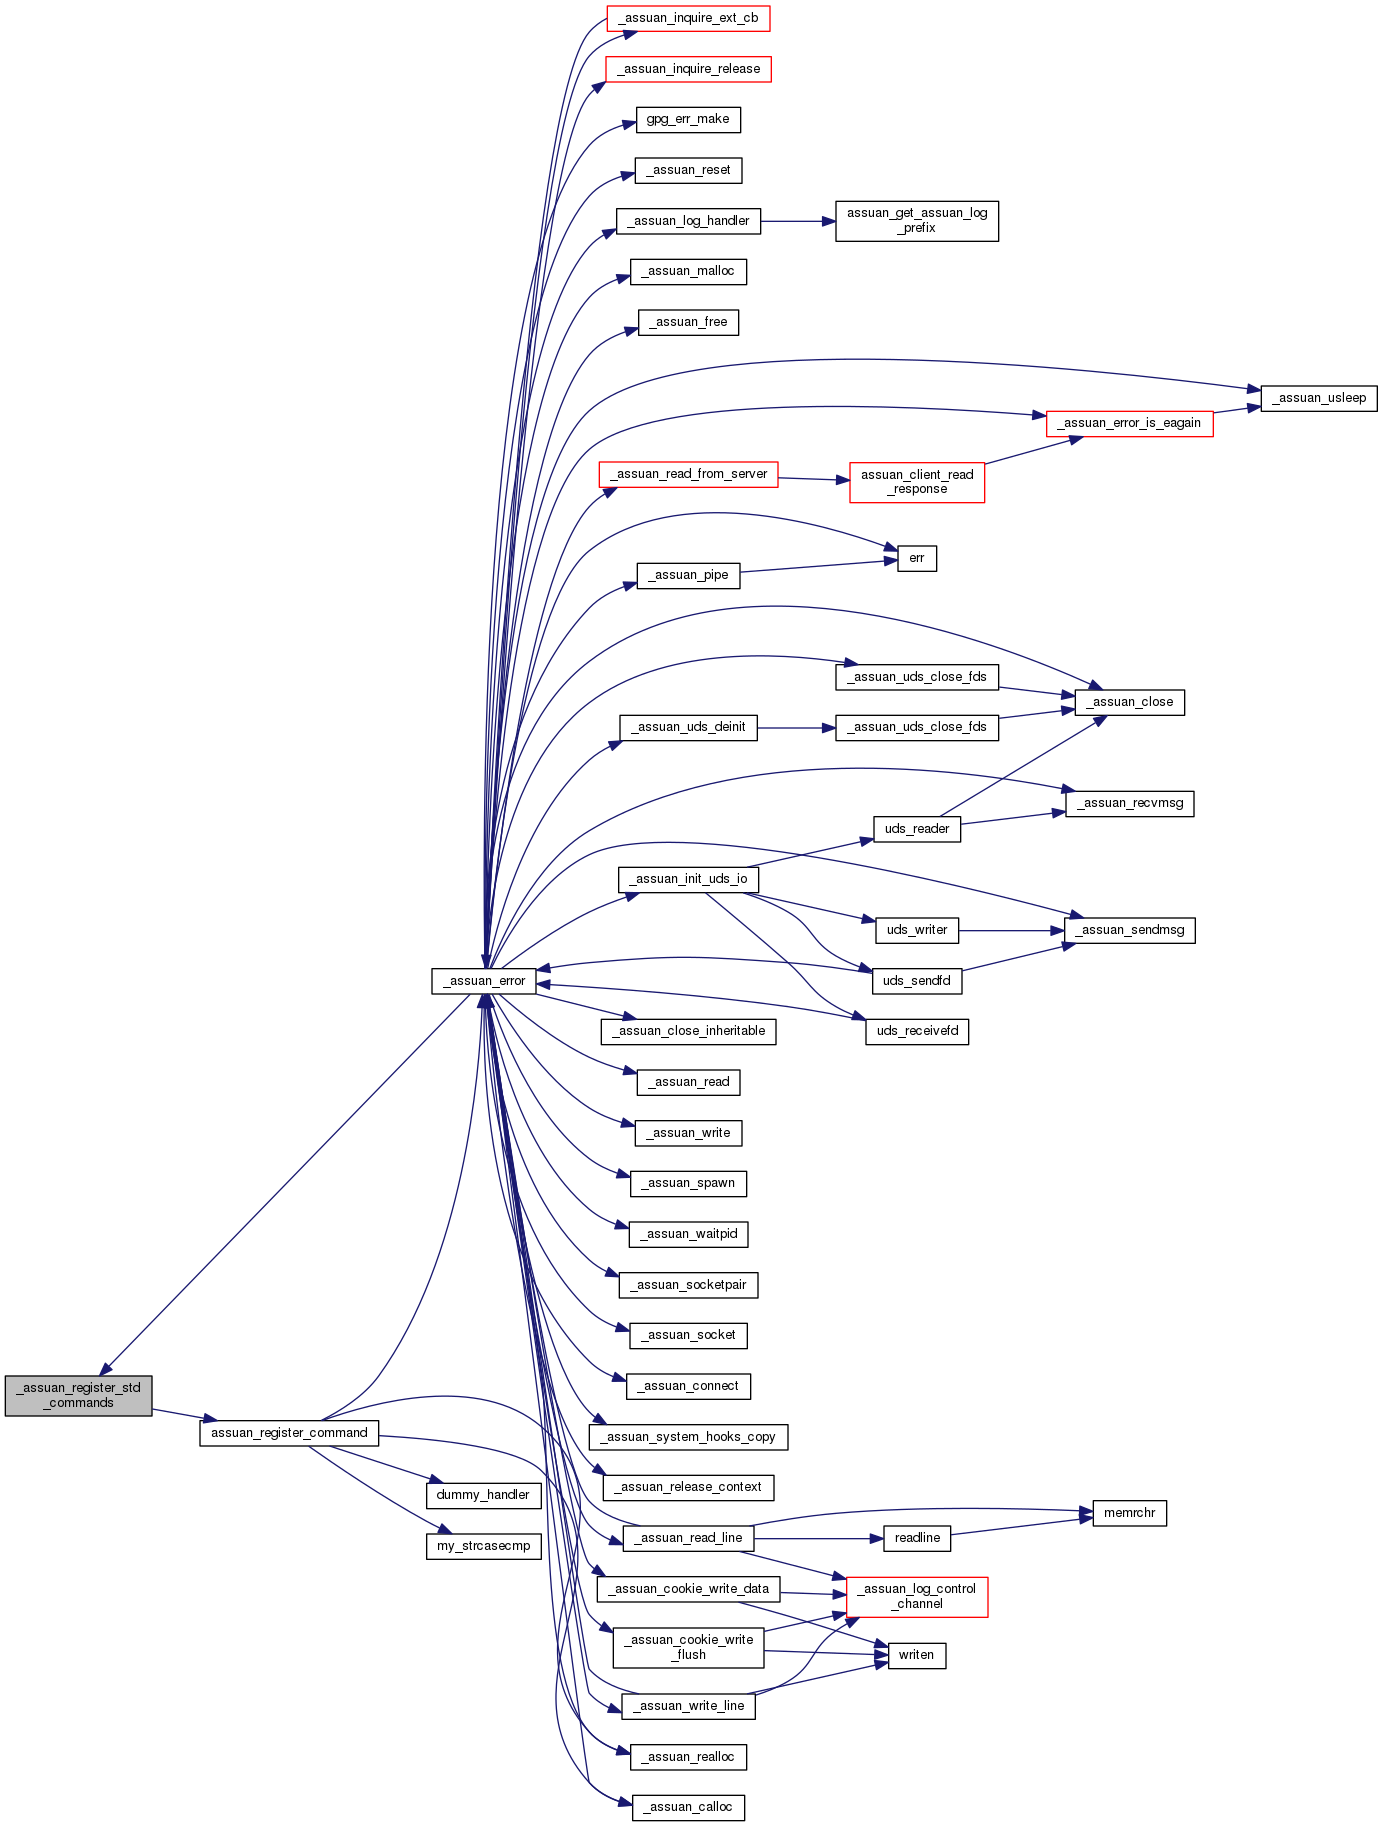 _assuan_inquire_ext_cb
_assuan_inquire_release
gpg_err_make
_assuan_reset
_assuan_log_handler
assuan_get_assuan_log
_prefix
_assuan_malloc
_assuan_free
_assuan_usleep
_assuan_error_is_eagain
_assuan_read_from_server
assuan_client_read
_response
err
_assuan_pipe
_assuan_uds_close_fds
_assuan_close
_assuan_uds_deinit
_assuan_uds_close_fds
_assuan_recvmsg
uds_reader
_assuan_init_uds_io
uds_writer
_assuan_sendmsg
_assuan_error
uds_sendfd
_assuan_close_inheritable
uds_receivefd
_assuan_read
_assuan_write
_assuan_spawn
_assuan_waitpid
_assuan_socketpair
_assuan_socket
_assuan_connect
_assuan_register_std
_commands
assuan_register_command
_assuan_system_hooks_copy
_assuan_release_context
dummy_handler
memrchr
_assuan_read_line
readline
my_strcasecmp
_assuan_cookie_write_data
_assuan_log_control
_channel
_assuan_cookie_write
_flush
writen
_assuan_write_line
_assuan_realloc
_assuan_calloc